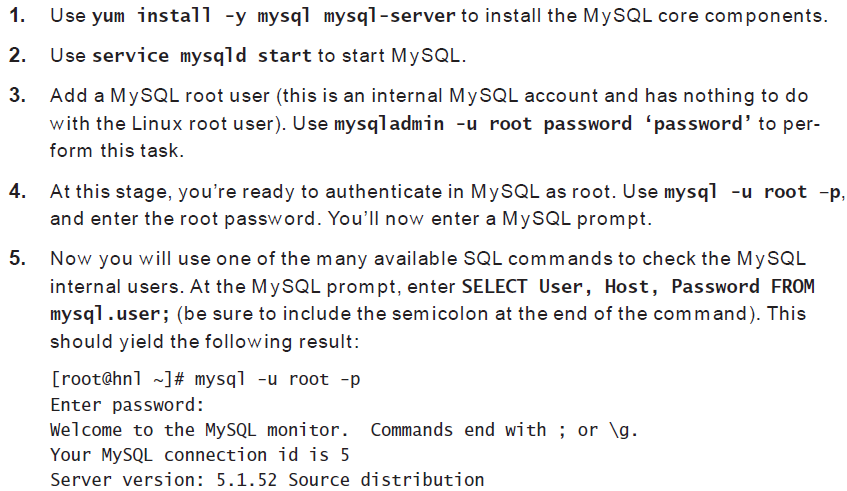 1. Use yum install -y mysql mysql-server to install the MySQL core components.
2. Use service mysqld start to start MySQL.
3. Add a MySQL root user (this is an internal MySQL account and has nothing to do
with the Linux root user). Use mysqladmin -u root password ‘password’ to per-
form this task.
4. At this stage, you’re ready to authenticate in MySQL as root. Use mysql -u root –p,
and enter the root password. You’ll now enter a MySQL prompt.
5. Now you will use one of the many available SQL commands to check the MySQL
internal users. At the MySQL prompt, enter SELECT User, Host, Password FROM
mysql.user; (be sure to include the semicolon at the end of the command). This
should yield the following result:
[root@hnl ~]# mysql -u root -p
Enter password:
Welcome to the MySQL monitor.  Commands end with ; or \g.
Your MySQL connection id is 5
Server version: 5.1.52 Source distribution